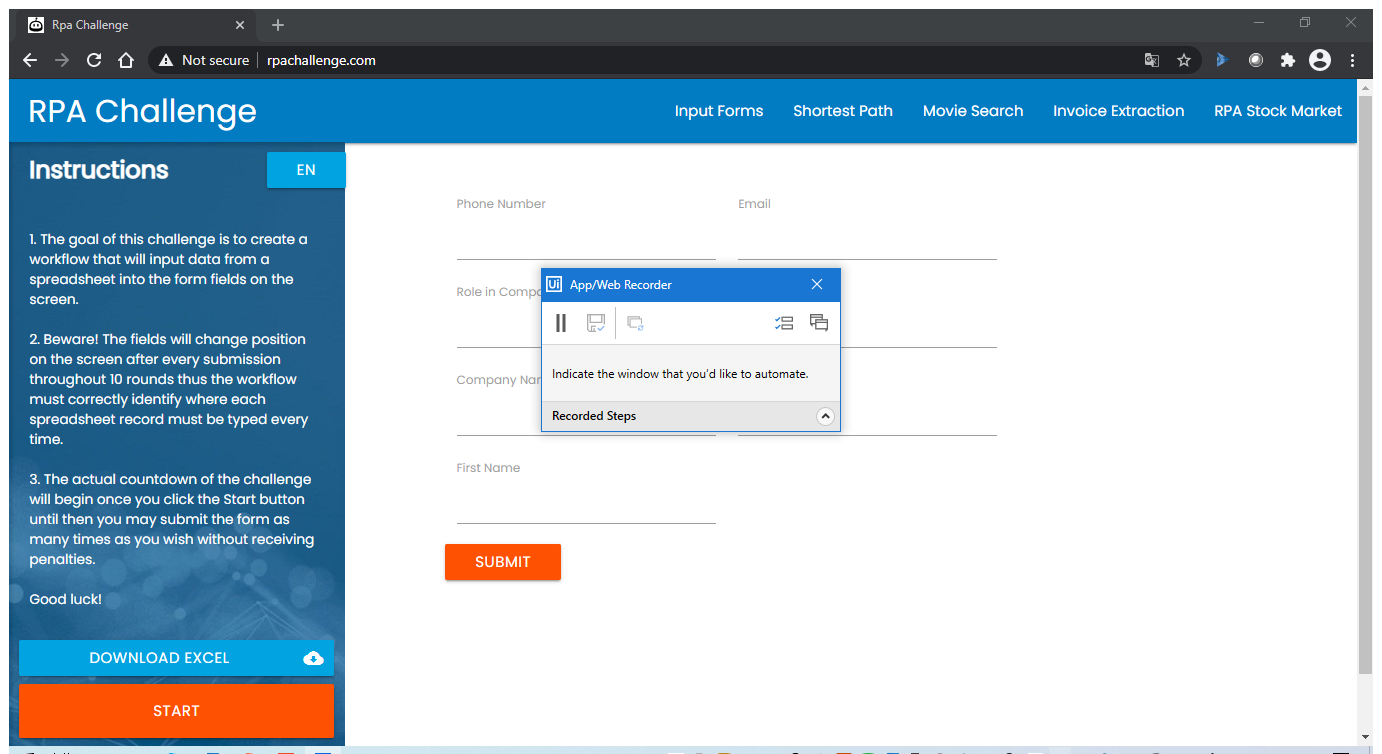 Rpa Challenge
Not secure rpachallenge.com
RPA Challenge
Input Forms Shortest Path Movie Search Invoice Extraction RPA Stock Market
Instructions
EN
1. The goal of this challenge is to create a
workflow that will input data from a
spreadsheet into the form fields on the
screen.
2. Beware! The fields will change position
on the screen after every submission
throughout 10 rounds thus the workflow
must correctly identify where each
spreadsheet record must be typed every
time.
3. The actual countdown of the challenge
will begin once you click the Start button
until then you may submit the form as
many times as you wish without receiving
penalties.
Good luck!
DOWNLOAD EXCEL
START
Phone Number
Email
Role in Comp
Company Na
First Name
SUBMIT
Ui App/Web Recorder
Indicate the window that you'd like to automate.
Recorded Steps